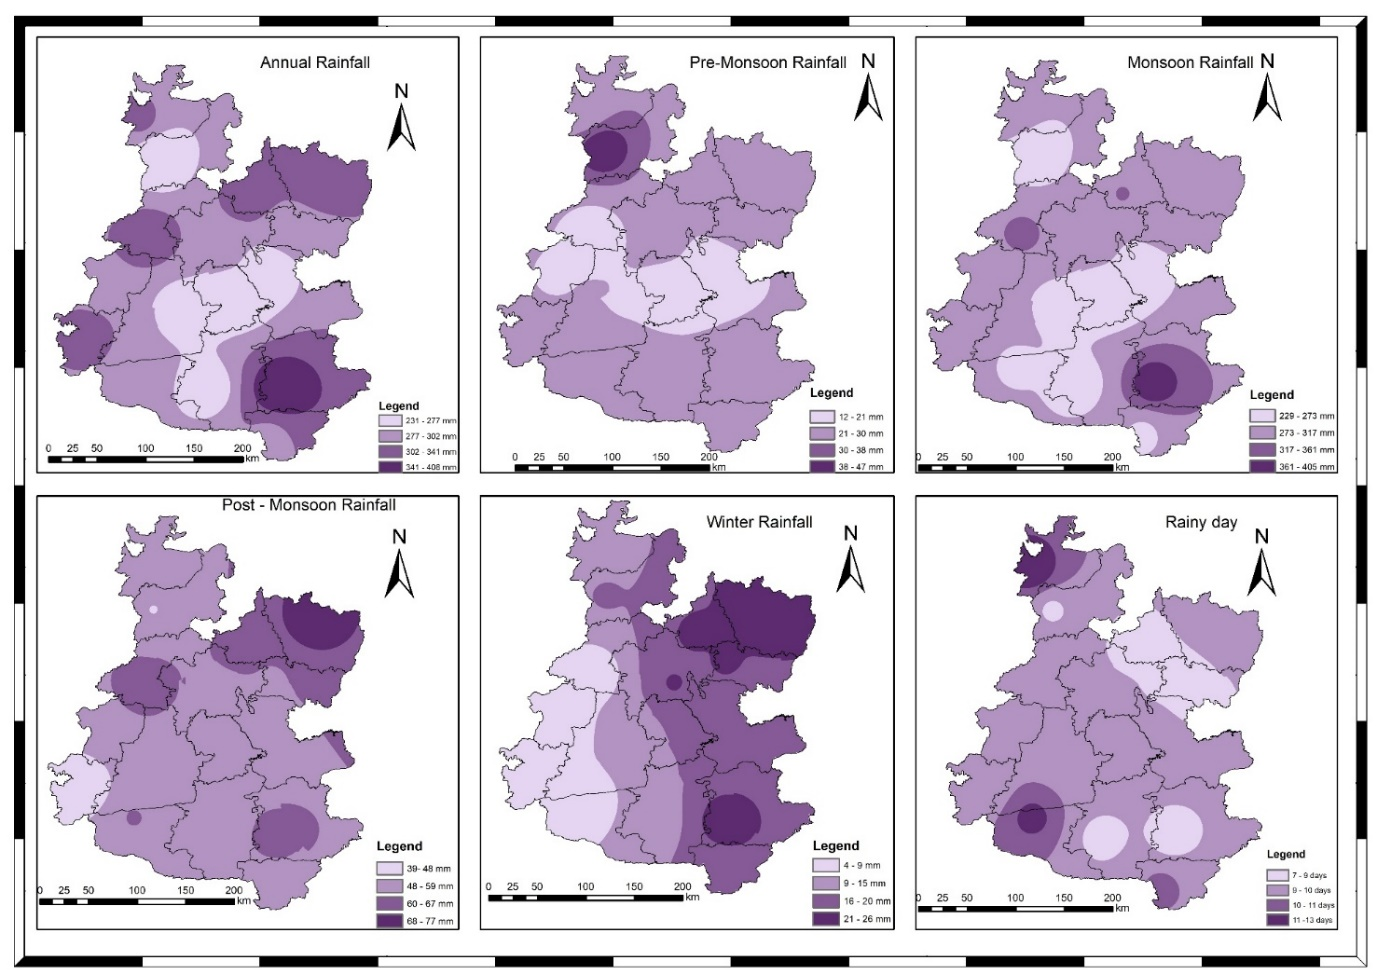 Annual Rainfall
N
Legend
231 - 277 mm
277 - 302 mm
302 - 341 mm
341 - 408 mm
0 25 50 100 150 200
km
Pre-Monsoon Rainfall
N
Legend
12 - 21 mm
21 - 30 mm
30 - 38 mm
38 - 47 mm
0 25 50 100 150 200
km
Monsoon Rainfall
N
Legend
229 - 273 mm
273 - 317 mm
317 - 361 mm
361 - 405 mm
0 25 50 100 150 200
km
Post - Monsoon Rainfall
N
Legend
39- 48 mm
48 - 59 mm
60 - 67 mm
68 - 77 mm
0 25 50 100 150 200
km
Winter Rainfall
N
Legend
4 - 9 mm
9 - 15 mm
16 - 20 mm
21 - 26 mm
0 25 50 100 150 200
km
Rainy day
N
Legend
7 - 9 days
9 - 10 days
10 - 11 days
11 -13 days
0 25 50 100 150 200
km